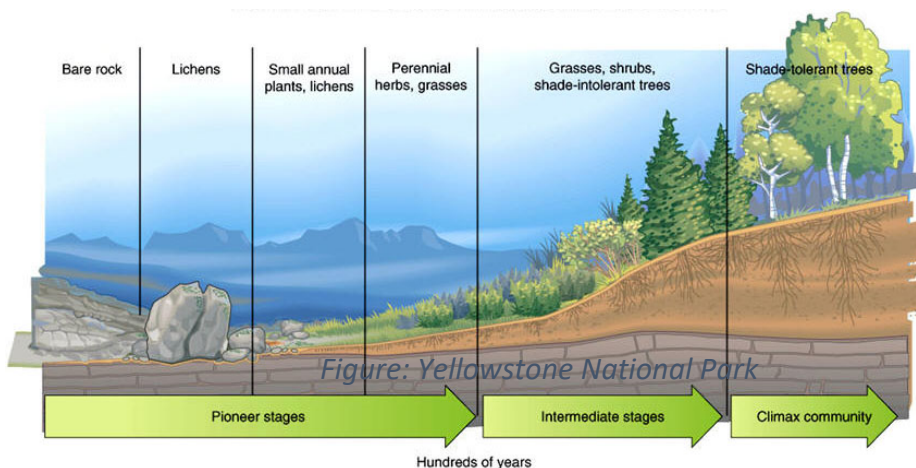 Bare rock
Lichens
Small annual
plants, lichens
Perennial
herbs, grasses
Grasses, shrubs,
shade-intolerant trees
Shade-tolerant trees
Figure: Yellowstone National Park
Pioneer stages
Intermediate stages
Climax community
Hundreds of years